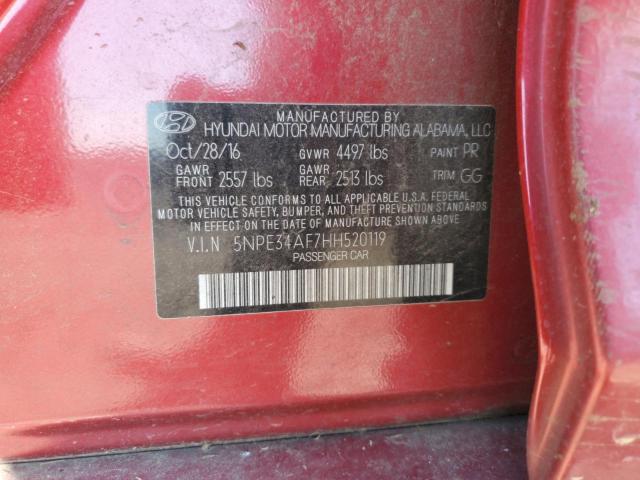 MANUFACTURED BY
HYUNDAI MOTOR MANUFACTURING ALABAMA, LLC
Oct/28/16 GVWR 4497 lbs PAINT PR
GAWR FRONT 2557 lbs GAWR REAR 2513 lbs TRIM GG
THIS VEHICLE CONFORMS TO ALL APPLICABLE U.S.A. FEDERAL
MOTOR VEHICLE SAFETY, BUMPER, AND THEFT PREVENTION STANDARDS
IN EFFECT ON THE DATE OF MANUFACTURE SHOWN ABOVE.
V.I.N 5NPE34AF7HH520119
PASSENGER CAR